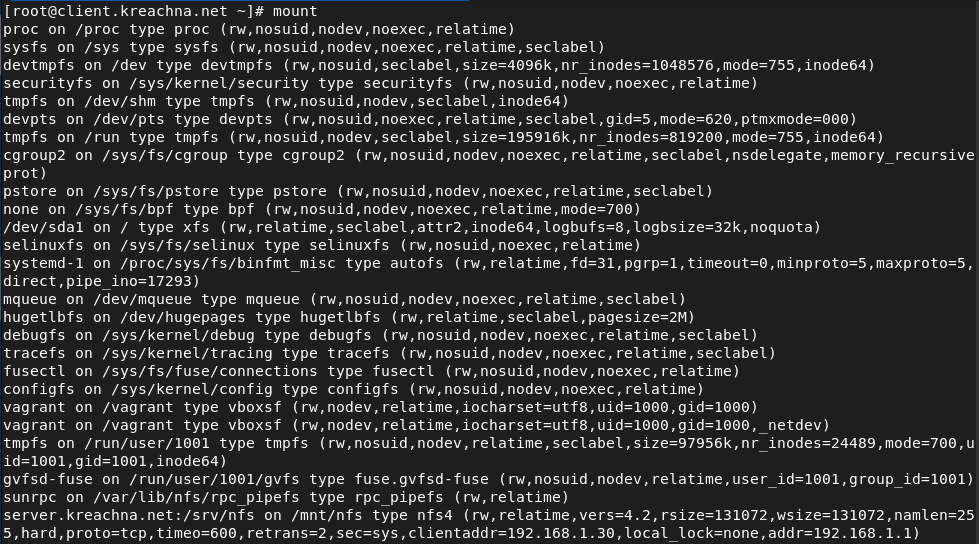 [root@client.kreachna.net ~]# mount
proc on /proc type proc (rw,nosuid,nodev,noexec,relatime)
sysfs on /sys type sysfs (rw,nosuid,nodev,noexec,relatime,seclabel)
devtmpfs on /dev type devtmpfs (rw,nosuid,seclabel,size=4096k,nr_inodes=1048576,mode=755,inode64)
securityfs on /sys/kernel/security type securityfs (rw,nosuid,nodev,noexec,relatime)
tmpfs on /dev/shm type tmpfs (rw,nosuid,nodev,seclabel,inode64)
devpts on /dev/pts type devpts (rw,nosuid,noexec,relatime,seclabel,gid=5,mode=620,ptmxmode=000)
tmpfs on /run type tmpfs (rw,nosuid,nodev,seclabel,size=195916k,nr_inodes=819200,mode=755,inode64)
cgroup2 on /sys/fs/cgroup type cgroup2 (rw,nosuid,nodev,noexec,relatime,seclabel,nsdelegate,memory_recursive
prot)
pstore on /sys/fs/pstore type pstore (rw,nosuid,nodev,noexec,relatime,seclabel)
none on /sys/fs/bpf type bpf (rw,nosuid,nodev,noexec,relatime,mode=700)
/dev/sda1 on / type xfs (rw,relatime,seclabel,attr2,inode64,logbufs=8,logbsize=32k,noquota)
selinuxfs on /sys/fs/selinux type selinuxfs (rw,nosuid,noexec,relatime)
systemd-1 on /proc/sys/fs/binfmt_misc type autofs (rw,relatime,fd=31,pgrp=1,timeout=0,minproto=5,maxproto=5,
direct,pipe_ino=17293)
mqueue on /dev/mqueue type mqueue (rw,nosuid,nodev,noexec,relatime,seclabel)
hugetlbfs on /dev/hugepages type hugetlbfs (rw,relatime,seclabel,pagesize=2M)
debugfs on /sys/kernel/debug type debugfs (rw,nosuid,nodev,noexec,relatime,seclabel)
tracefs on /sys/kernel/tracing type tracefs (rw,nosuid,nodev,noexec,relatime,seclabel)
fusectl on /sys/fs/fuse/connections type fusectl (rw,nosuid,nodev,noexec,relatime)
configfs on /sys/kernel/config type configfs (rw,nosuid,nodev,noexec,relatime)
vagrant on /vagrant type vboxsf (rw,nodev,relatime,iocharset=utf8,uid=1000,gid=1000)
vagrant on /vagrant type vboxsf (rw,nodev,relatime,iocharset=utf8,uid=1000,gid=1000,_netdev)
tmpfs on /run/user/1001 type tmpfs (rw,nosuid,nodev,relatime,seclabel,size=97956k,nr_inodes=24489,mode=700,u
id=1001,gid=1001,inode64)
gvfsd-fuse on /run/user/1001/gvfs type fuse.gvfsd-fuse (rw,nosuid,nodev,relatime,user_id=1001,group_id=1001)
sunrpc on /var/lib/nfs/rpc_pipefs type rpc_pipefs (rw,relatime)
server.kreachna.net:/srv/nfs on /mnt/nfs type nfs4 (rw,relatime,vers=4.2,rsize=131072,wsize=131072,namlen=25
5,hard,proto=tcp,timeo=600,retrans=2,sec=sys,clientaddr=192.168.1.30,local_lock=none,addr=192.168.1.1)